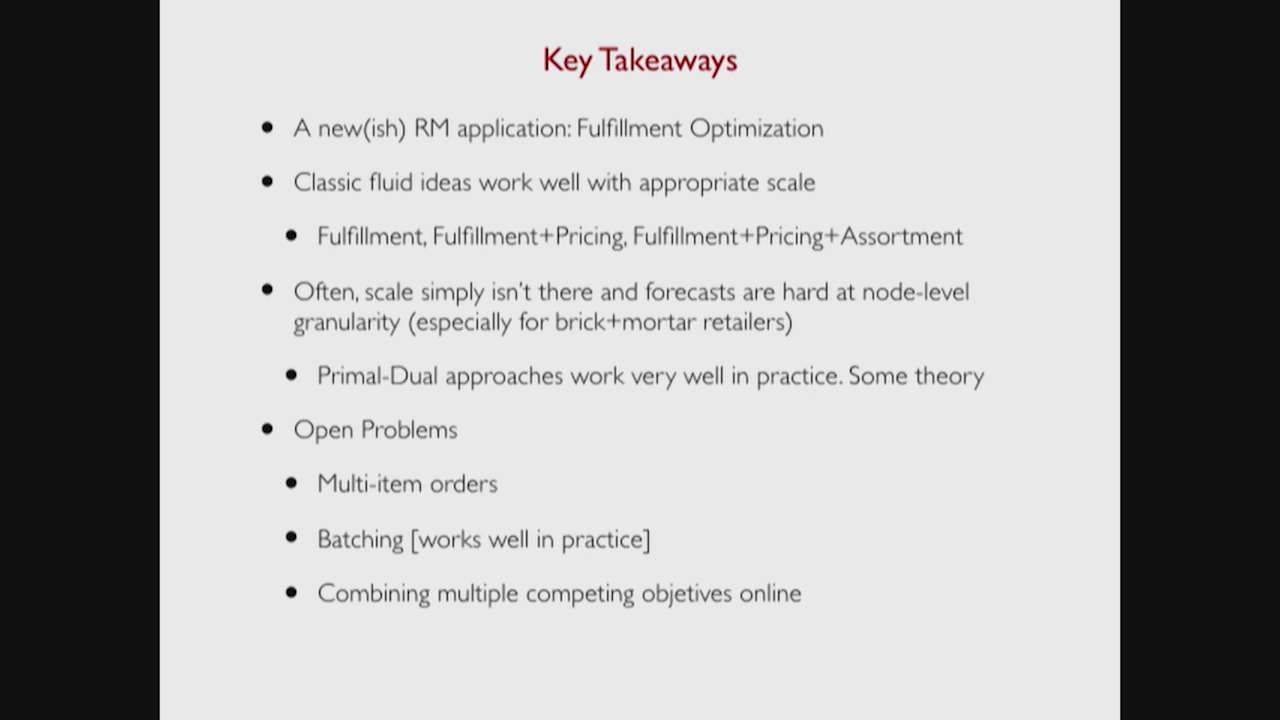 Key Takeaways
• A new(ish) RM application: Fulfillment Optimization
• Classic fluid ideas work well with appropriate scale
• Fulfillment, Fulfillment+Pricing, Fulfillment+Pricing+Assortment
• Often, scale simply isn't there and forecasts are hard at node-level
granularity (especially for brick+mortar retailers)
• Primal-Dual approaches work very well in practice. Some theory
• Open Problems
• Multi-item orders
• Batching [works well in practice]
• Combining multiple competing objetives online